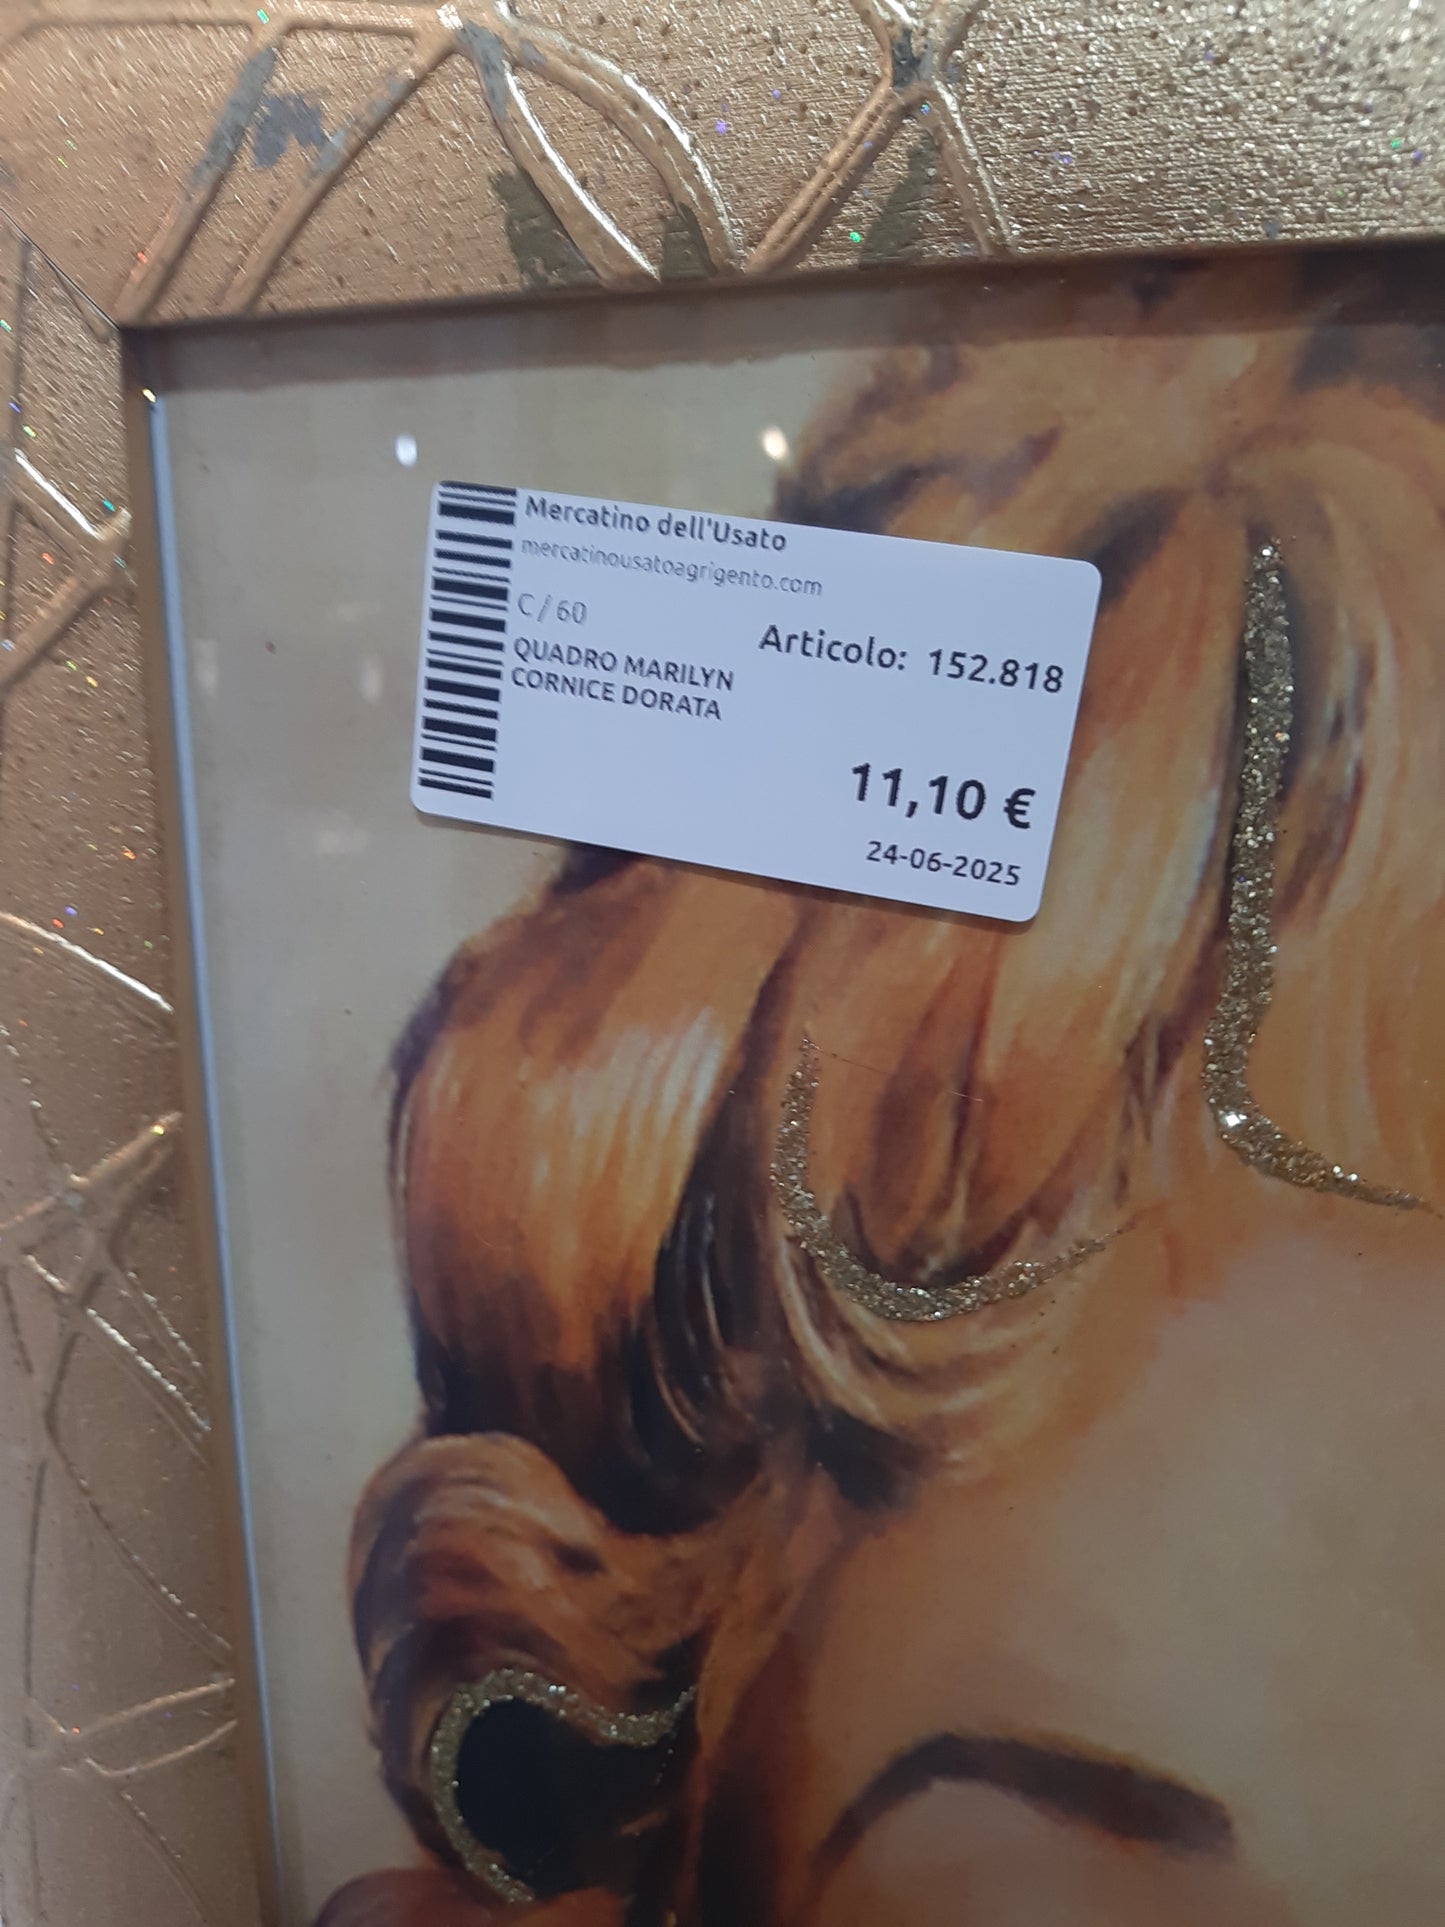 Mercatino dell'Usato
mercatinousatoagrigento.com
C / 60
Articolo: 152.818
QUADRO MARILYN
CORNICE DORATA
11,10 €
24-06-2025